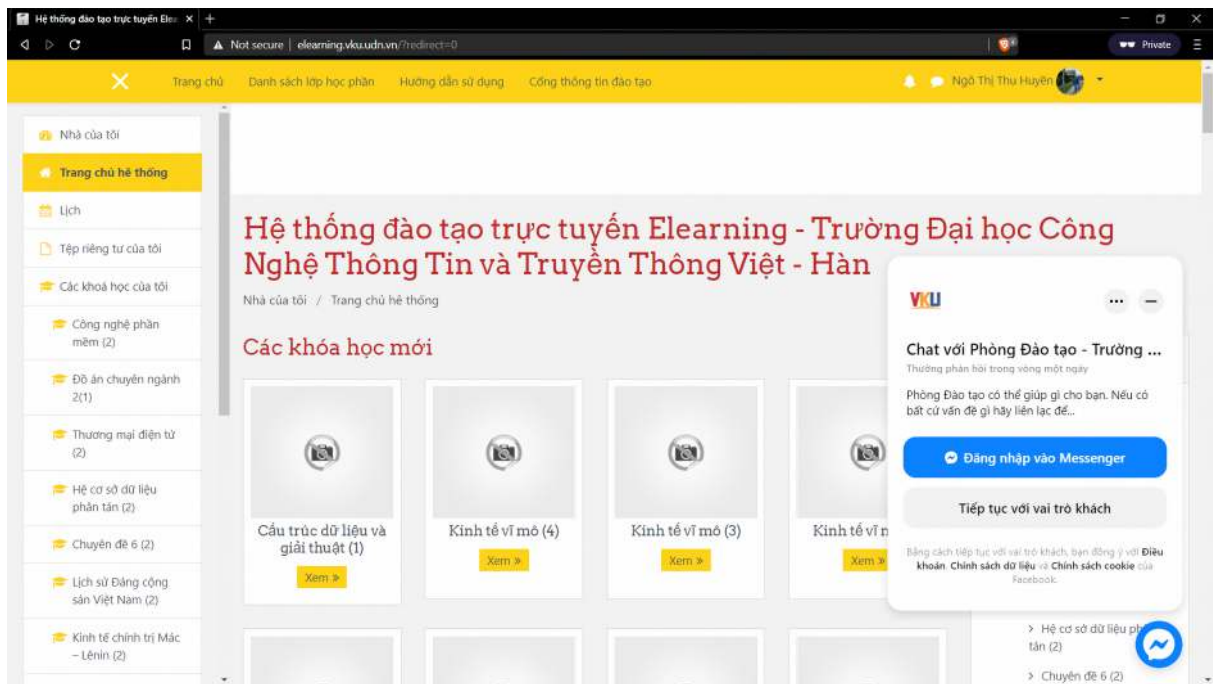 Hệ thống đào tạo trực tuyến Ele
Not secure | elearning.vku.udn.vn/?redirect=0
Private
Trang chủ
Danh sách lớp học phần
Hướng dẫn sử dụng
Cổng thông tin đào tạo
Ngô Thị Thu Huyền
Nhà của tôi
Trang chủ hệ thống
Lịch
Tệp riêng tư của tôi
Các khoá học của tôi
Công nghệ phần
mềm (2)
Đồ án chuyên ngành
2(1)
Thương mại điện tử
(2)
Hệ cơ sở dữ liệu
phân tán (2)
Chuyên đề 6 (2)
Lịch sử Đảng cộng
sản Việt Nam (2)
Kinh tế chính trị Mác
– Lênin (2)
Hệ thống đào tạo trực tuyến Elearning - Trường Đại học Công
Nghệ Thông Tin và Truyền Thông Việt - Hàn
Nhà của tôi / Trang chủ hệ thống
Các khóa học mới
Cấu trúc dữ liệu và
giải thuật (1)
Xem »
Kinh tế vĩ mô (4)
Xem »
Kinh tế vĩ mô (3)
Xem »
Kinh tế vĩ
Xem »
VKU
Chat với Phòng Đào tạo - Trường ...
Thường phản hồi trong vòng một ngày
Phòng Đào tạo có thể giúp gì cho bạn. Nếu có
bất cứ vấn đề gì hãy liên lạc để...
Đăng nhập vào Messenger
Tiếp tục với vai trò khách
Bằng cách tiếp tục với vai trò khách, bạn đồng ý với Điều
khoản, Chính sách dữ liệu và Chính sách cookie của
Facebook.
> Hệ cơ sở dữ liệu
tán (2)
> Chuyên đề 6 (2)